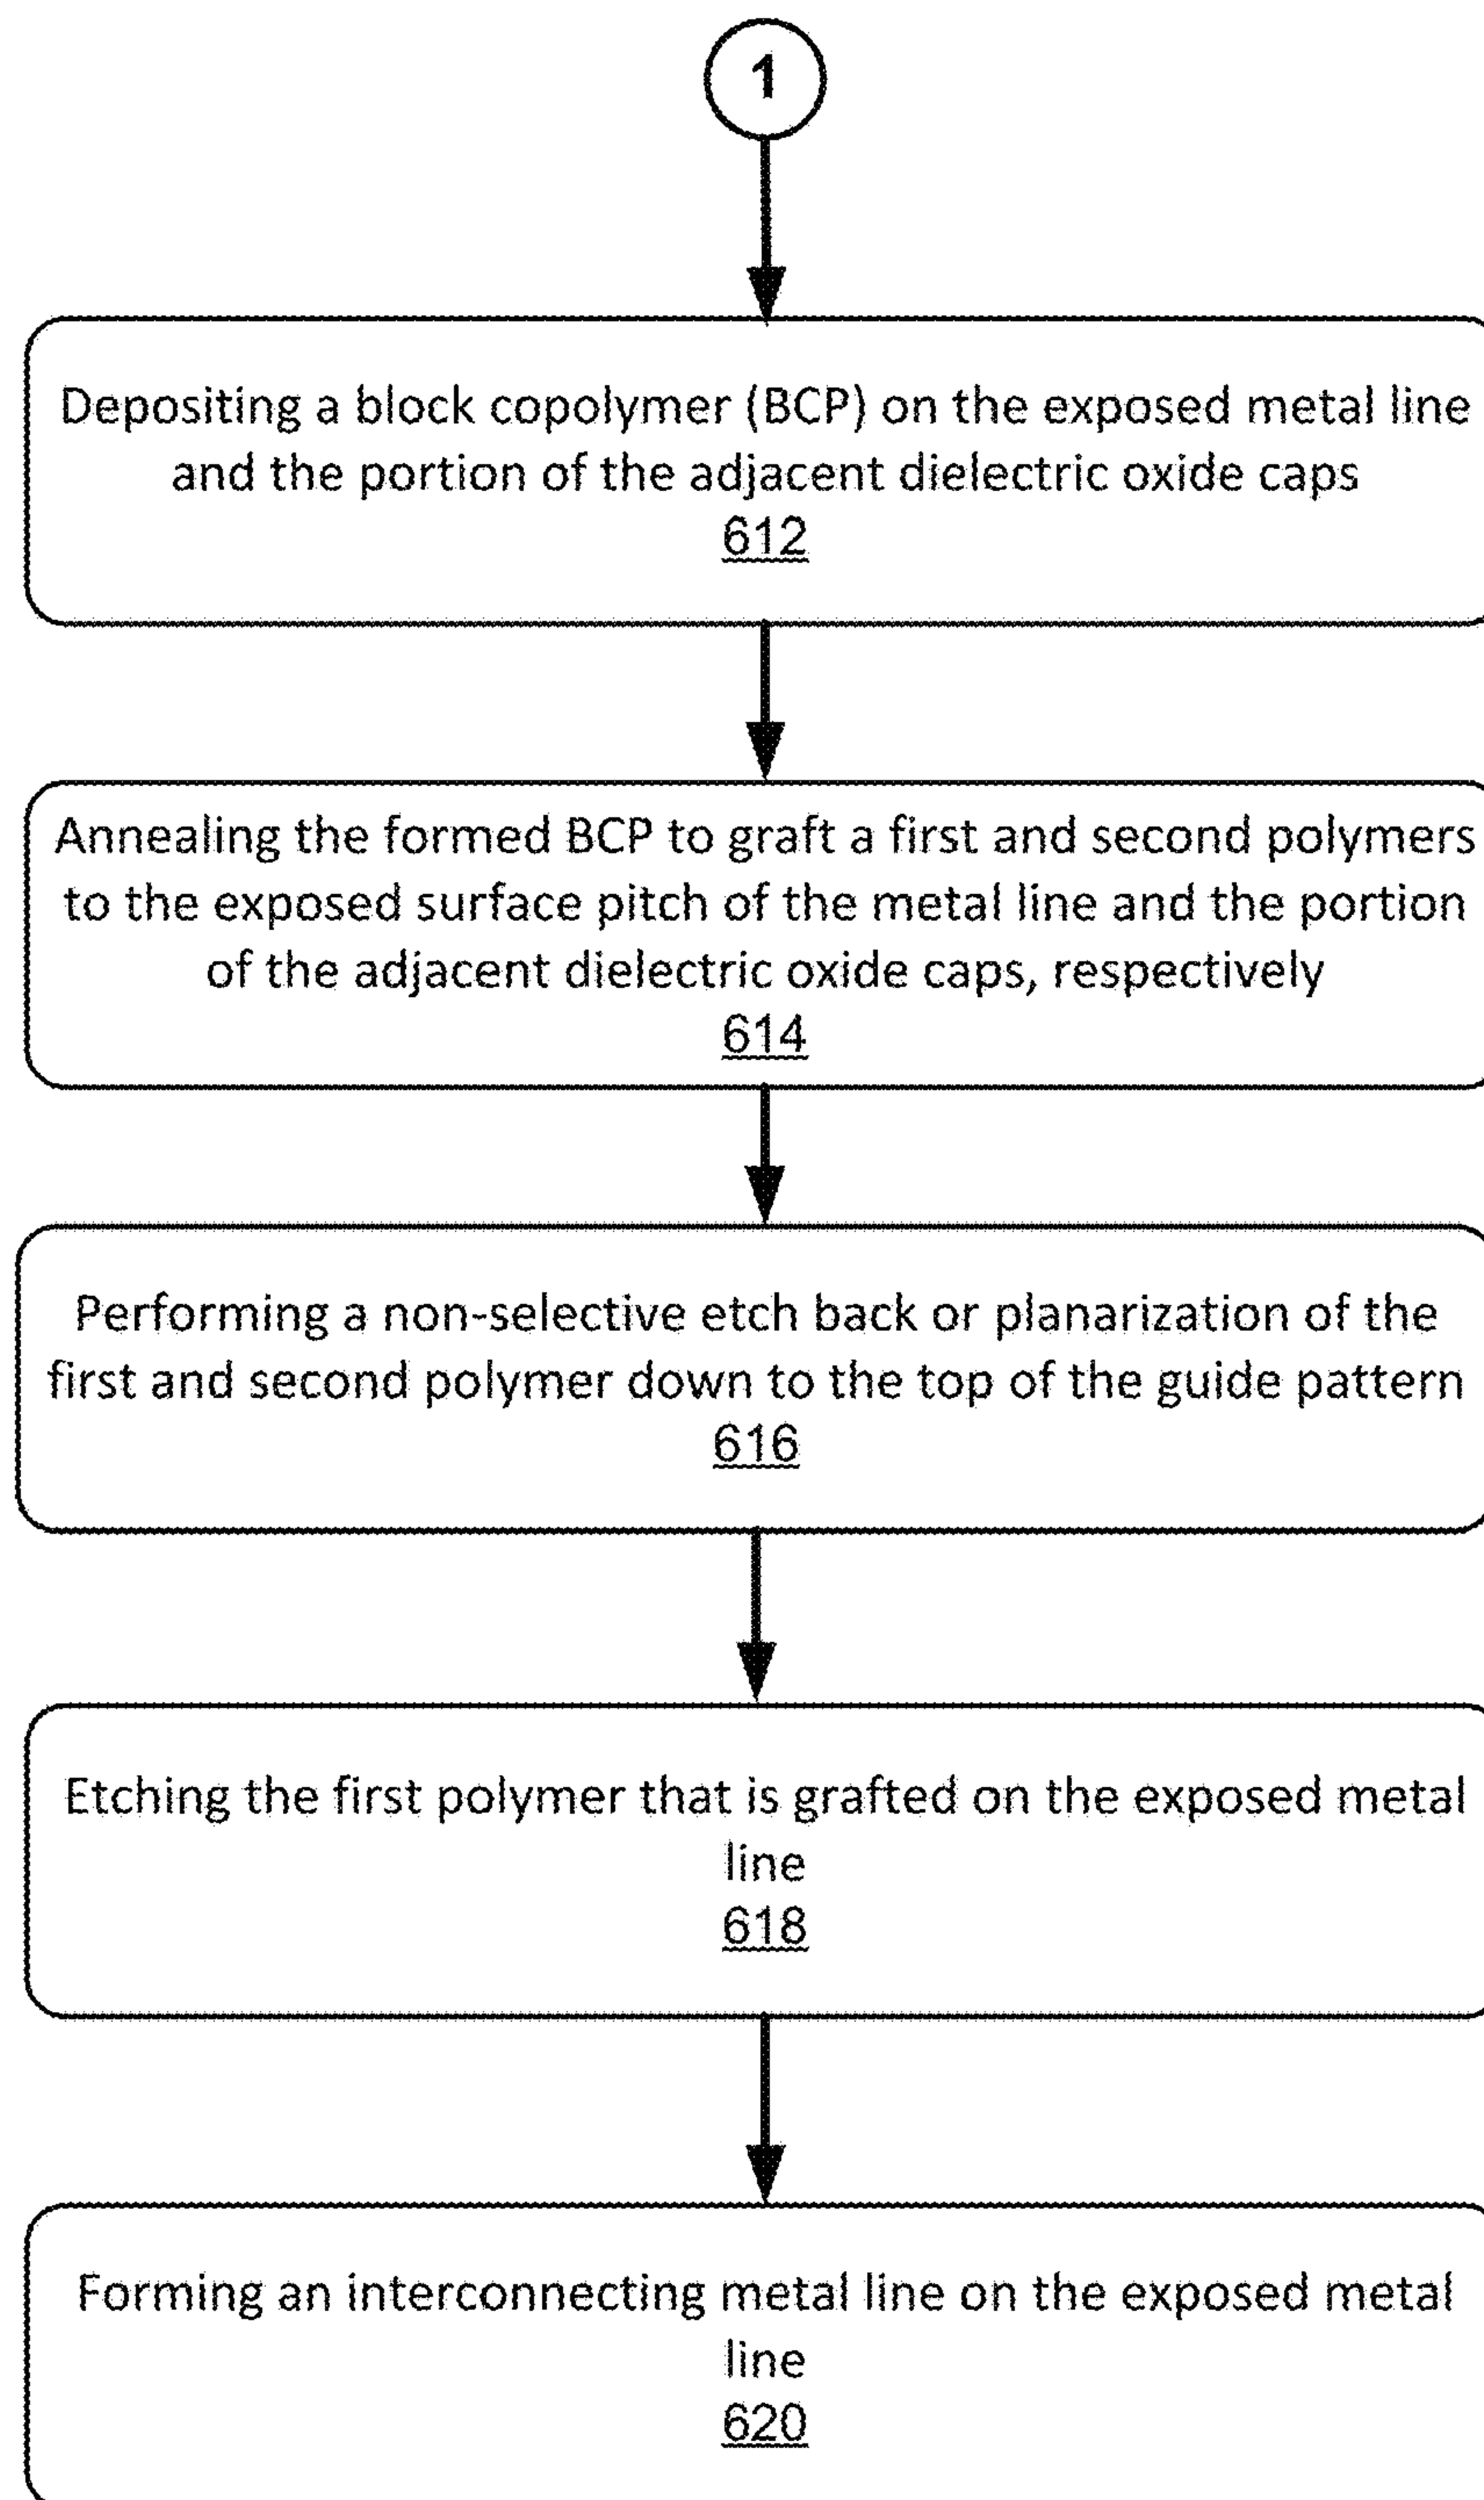 1
Depositing a block copolymer (BCP) on the exposed metal line
and the portion of the adjacent dielectric oxide caps
612
Annealing the formed BCP to graft a first and second polymers
to the exposed surface pitch of the metal line and the portion
of the adjacent dielectric oxide caps, respectively
614
Performing a non-selective etch back or planarization of the
first and second polymer down to the top of the guide pattern
616
Etching the first polymer that is grafted on the exposed metal
line
618
Forming an interconnecting metal line on the exposed metal
line
620